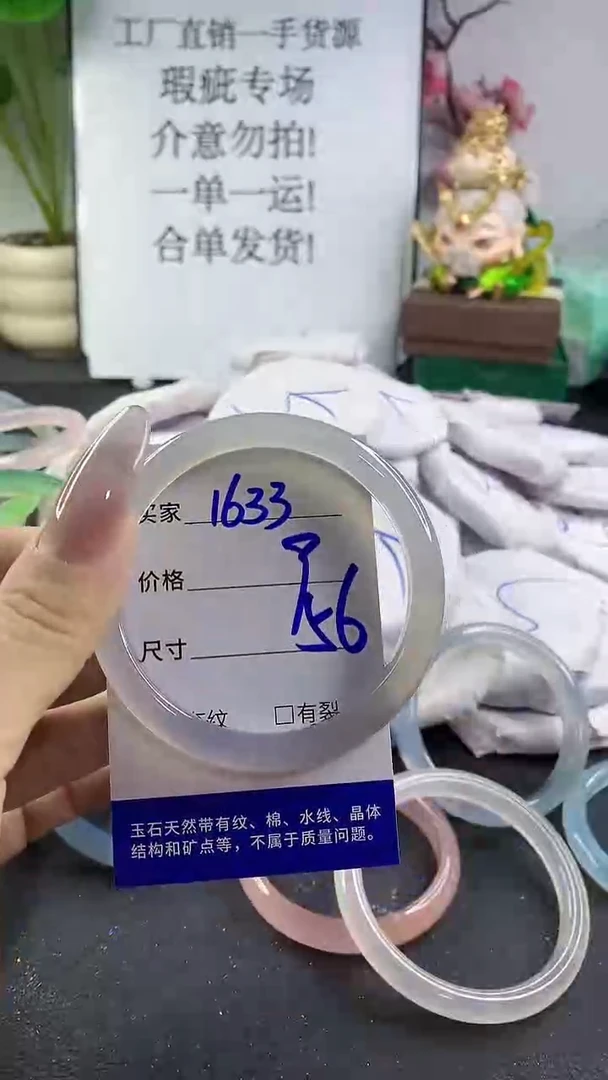 工厂直销一手货源
瑕疵专场
介意勿拍!
一单一运!
合单发货!
买家 1633
价格
尺寸 56
纹 □有裂
玉石天然带有纹、棉、水线、晶体
结构和矿点等，不属于质量问题。